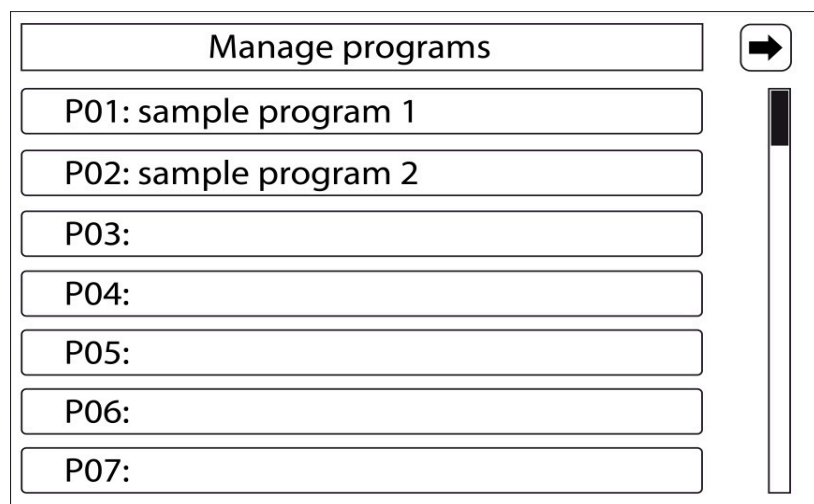 Manage programs
P01: sample program 1
P02: sample program 2
P03:
P04:
P05:
P06:
P07: